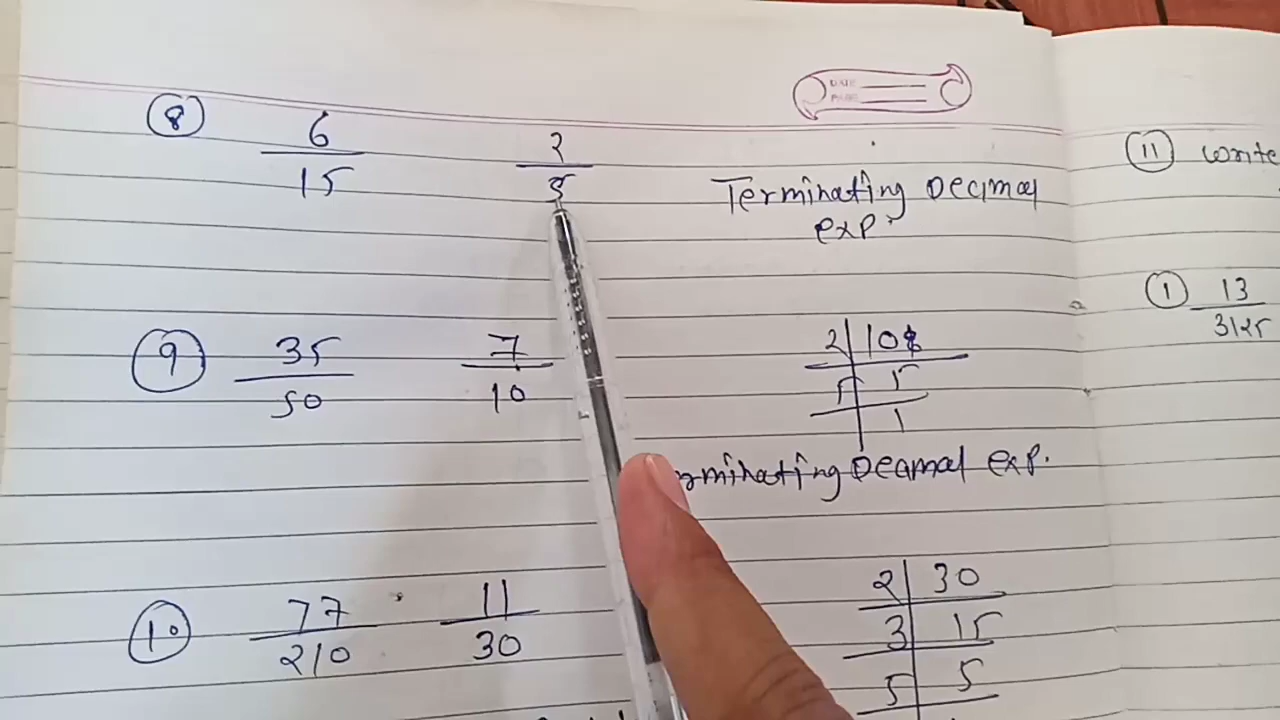 DATE
PAGE
8 6/15 2/5 Terminating Decimal
exp.
9 35/50 7/10
2 | 10
5 | 5
1
rminating Decimal exp.
10 77/210 11/30
2 | 30
3 | 15
5 | 5
11 write
1 13/3125